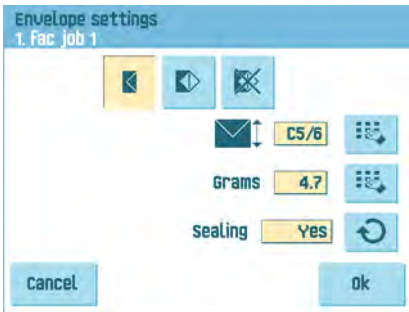 Envelope settings
1. Fac job 1
C5/6
Grams 4.7
Sealing Yes
Cancel Ok